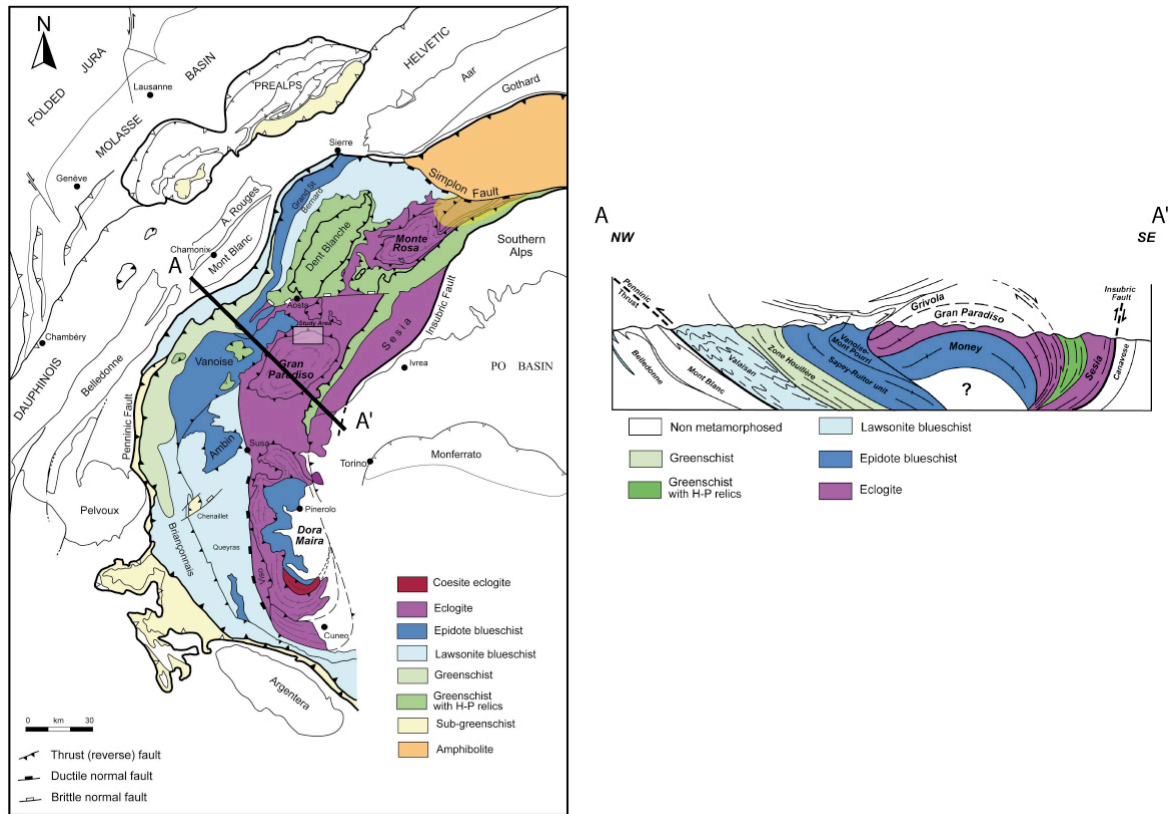 N
JURA
FOLDED
BASIN
MOLASSE
Lausanne
PREALPS
HELVETIC
Aar
Gothard
Genève
Sierre
Simplon
Fault
Grand St
Bernard
A. Rouges
Mont Blanc
Chamonix
Dent Blanche
Monte
Rosa
Southern
Alps
A
Aosta
Study Area
Sesia
Insubric Fault
Ivrea
PO BASIN
Chambéry
Belledonne
DAUPHINOIS
Vanoise
Gran
Paradiso
A'
Penninic Fault
Ambin
Susa
Torino
Monferrato
Pelvoux
Chenaillet
Pinerolo
Dora
Maira
Briançonnais
Queyras
Viso
Cuneo
Argentera
Coesite eclogite
Eclogite
Epidote blueschist
Lawsonite blueschist
Greenschist
Greenschist
with H-P relics
Sub-greenschist
Amphibolite
0 km 30
Thrust (reverse) fault
Ductile normal fault
Brittle normal fault
A
A'
NW
SE
Penninic
Thrust
Grivola
Gran Paradiso
Insubric
Fault
Belledonne
Mont Blanc
Valaisan
Zone Houillère
Vanoise-
Mont Pourri
Sapey-Ruitor unit
Money
?
Sesia
Canavese
Non metamorphosed
Greenschist
Greenschist
with H-P relics
Lawsonite blueschist
Epidote blueschist
Eclogite